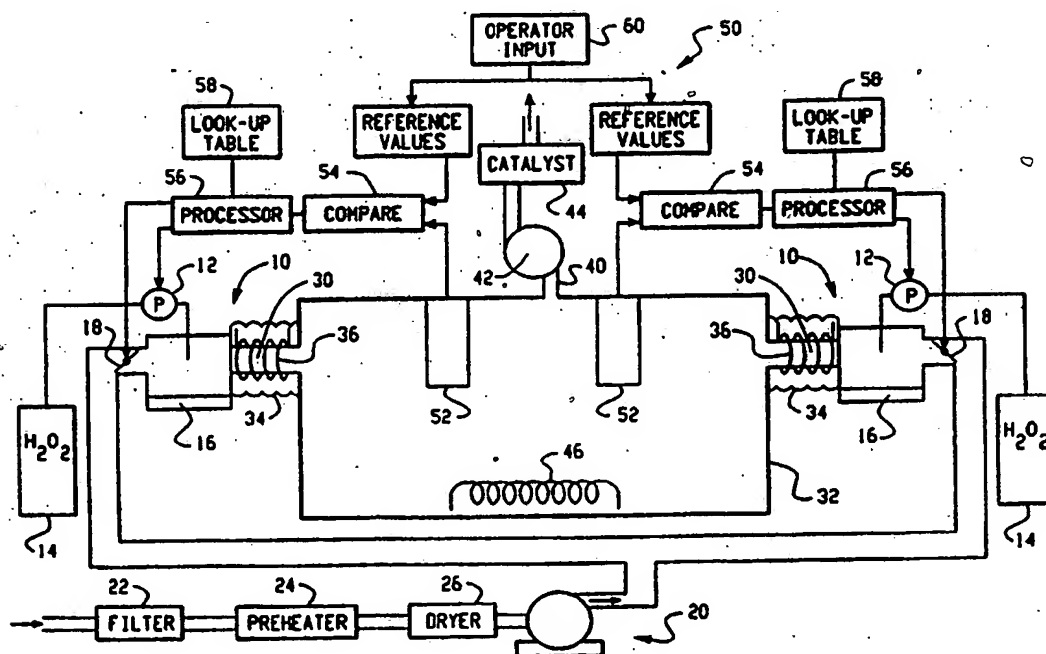 60
OPERATOR
INPUT
50
58
LOOK-UP
TABLE
REFERENCE
VALUES
REFERENCE
VALUES
58
LOOK-UP
TABLE
CATALYST
44
56
PROCESSOR
54
COMPARE
54
COMPARE
56
PROCESSOR
12
P
10
30
42
40
30
10
12
P
18
36
36
18
H2O2
16
34
52
52
34
16
H2O2
46
32
14
14
22
FILTER
24
PREHEATER
26
DRYER
20